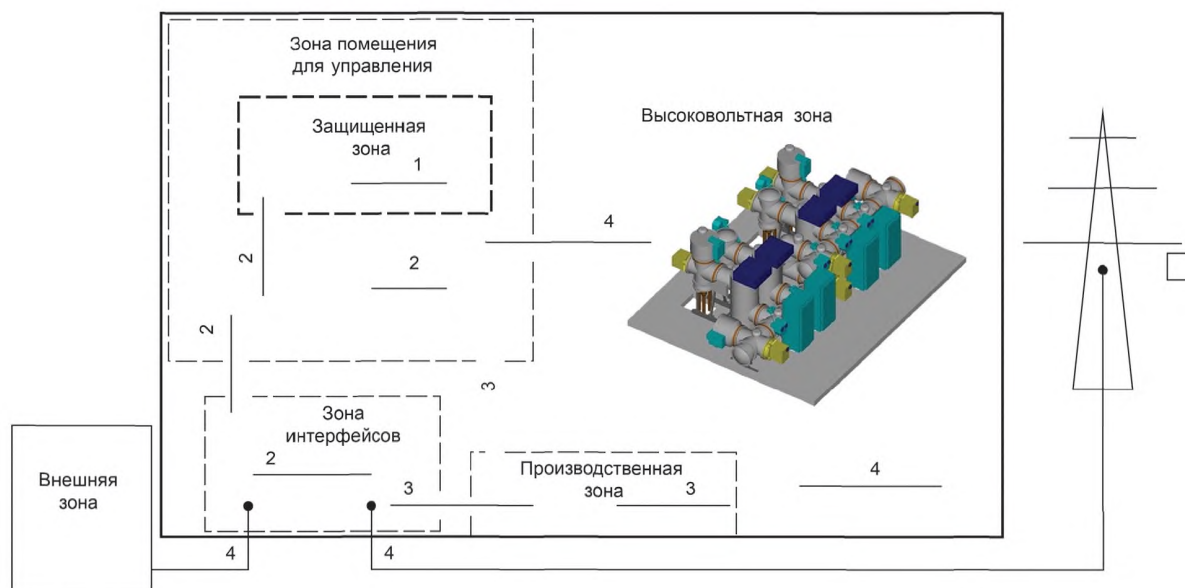 Зона помещения
для управления
Защищенная
зона
1
Высоковольтная зона
4
2
2
2
3
Зона
интерфейсов
2
Внешняя
зона
Производственная
зона
3
3
4
4
4